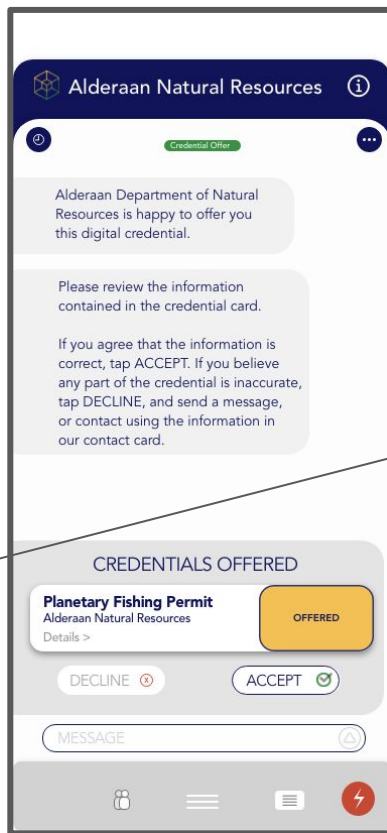 Alderaan Natural Resources
Credential Offer
Alderaan Department of Natural
Resources is happy to offer you
this digital credential.
Please review the information
contained in the credential card.
If you agree that the information is
correct, tap ACCEPT. If you believe
any part of the credential is inaccurate,
tap DECLINE, and send a message,
or contact using the information in
our contact card.
CREDENTIALS OFFERED
Planetary Fishing Permit
Alderaan Natural Resources
Details >
OFFERED
DECLINE
ACCEPT
MESSAGE